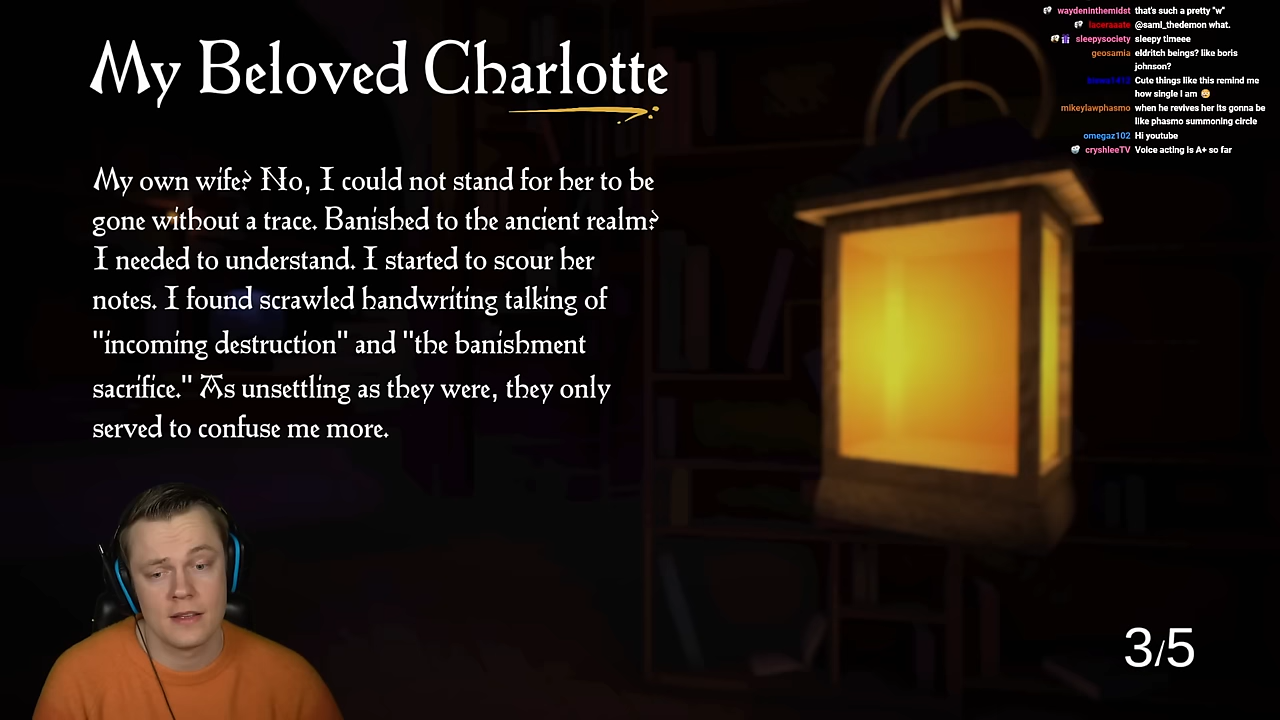 My Beloved Charlotte
My own wife? No, I could not stand for her to be
gone without a trace. Banished to the ancient realm?
I needed to understand. I started to scour her
notes. I found scrawled handwriting talking of
"incoming destruction" and "the banishment
sacrifice." As unsettling as they were, they only
served to confuse me more.
waydeninthemidst that's such a pretty "w"
@saml_thedemon what.
sleepysociety sleepy timeee
geosamia eldritch beings? like boris
johnson?
Cute things like this remind me
how single I am 😳
mikeylawphasmo when he revives her its gonna be
like phasmo summoning circle
omegaz102 Hi youtube
cryshleeTV Voice acting is A+ so far
3/5